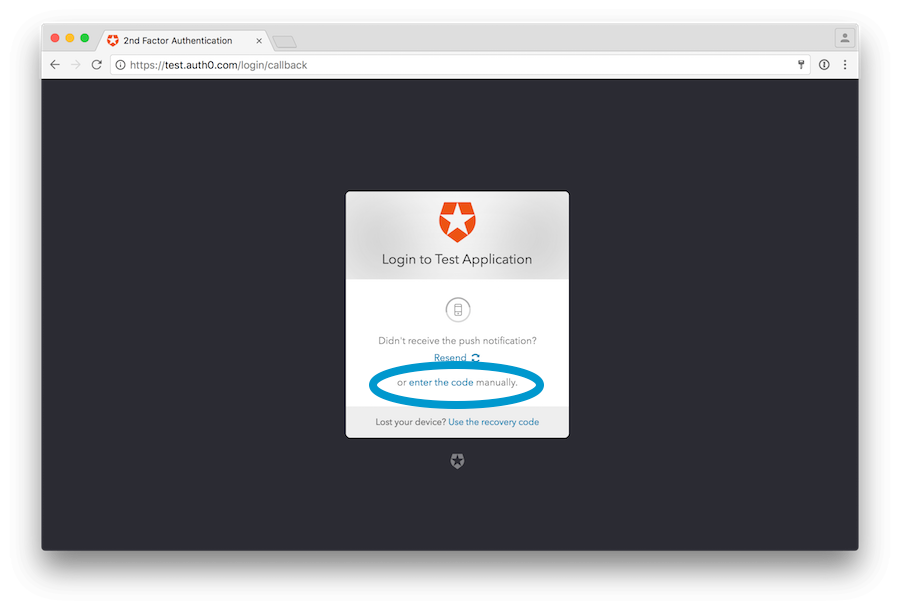 2nd Factor Authentication
https://test.auth0.com/login/callback
Login to Test Application
Didn't receive the push notification?
Resend
or enter the code manually.
Lost your device? Use the recovery code